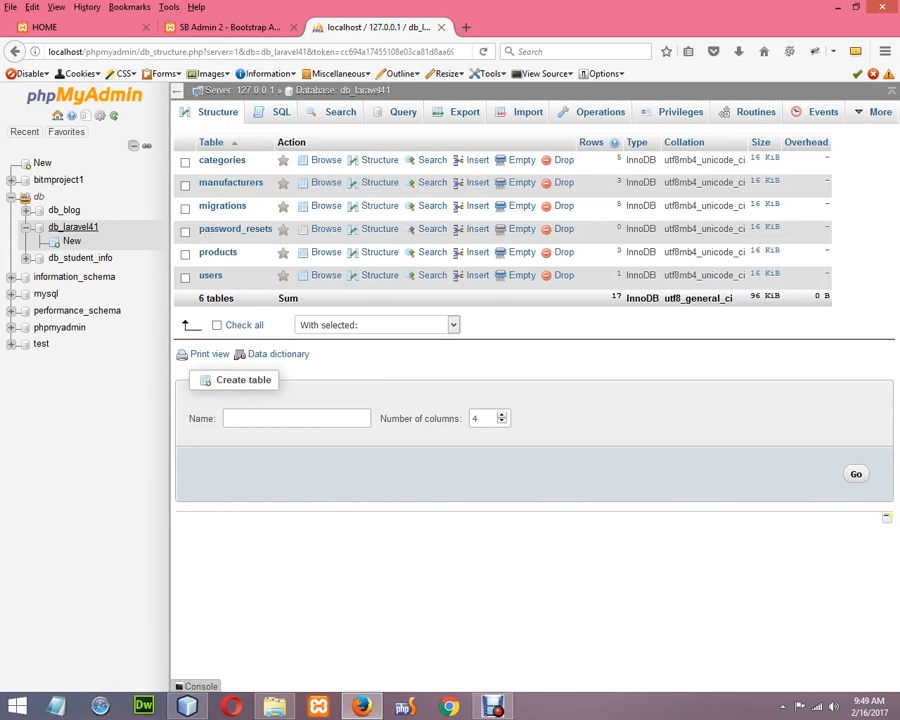 File Edit View History Bookmarks Tools Help
HOME
SB Admin 2 - Bootstrap A...
localhost / 127.0.0.1 / db_l...
localhost/phpmyadmin/db_structure.php?server=1&db=db_laravel41&token=cc694a17455108e03ca81d8aa69
Search
Disable Cookies CSS Forms Images Information Miscellaneous Outline Resize Tools View Source Options
phpMyAdmin
Recent Favorites
New
bitmproject1
db
db_blog
db_laravel41
New
db_student_info
information_schema
mysql
performance_schema
phpmyadmin
test
Server: 127.0.0.1 » Database: db_laravel41
Structure SQL Search Query Export Import Operations Privileges Routines Events More
Table Action Rows Type Collation Size Overhead
categories Browse Structure Search Insert Empty Drop 5 InnoDB utf8mb4_unicode_ci 16 KiB -
manufacturers Browse Structure Search Insert Empty Drop 3 InnoDB utf8mb4_unicode_ci 16 KiB -
migrations Browse Structure Search Insert Empty Drop 5 InnoDB utf8mb4_unicode_ci 16 KiB -
password_resets Browse Structure Search Insert Empty Drop 0 InnoDB utf8mb4_unicode_ci 16 KiB -
products Browse Structure Search Insert Empty Drop 3 InnoDB utf8mb4_unicode_ci 16 KiB -
users Browse Structure Search Insert Empty Drop 1 InnoDB utf8mb4_unicode_ci 16 KiB -
6 tables Sum 17 InnoDB utf8_general_ci 96 KiB 0 B
Check all With selected:
Print view Data dictionary
Create table
Name: Number of columns: 4
Go
Console
Dw php
9:49 AM
2/16/2017